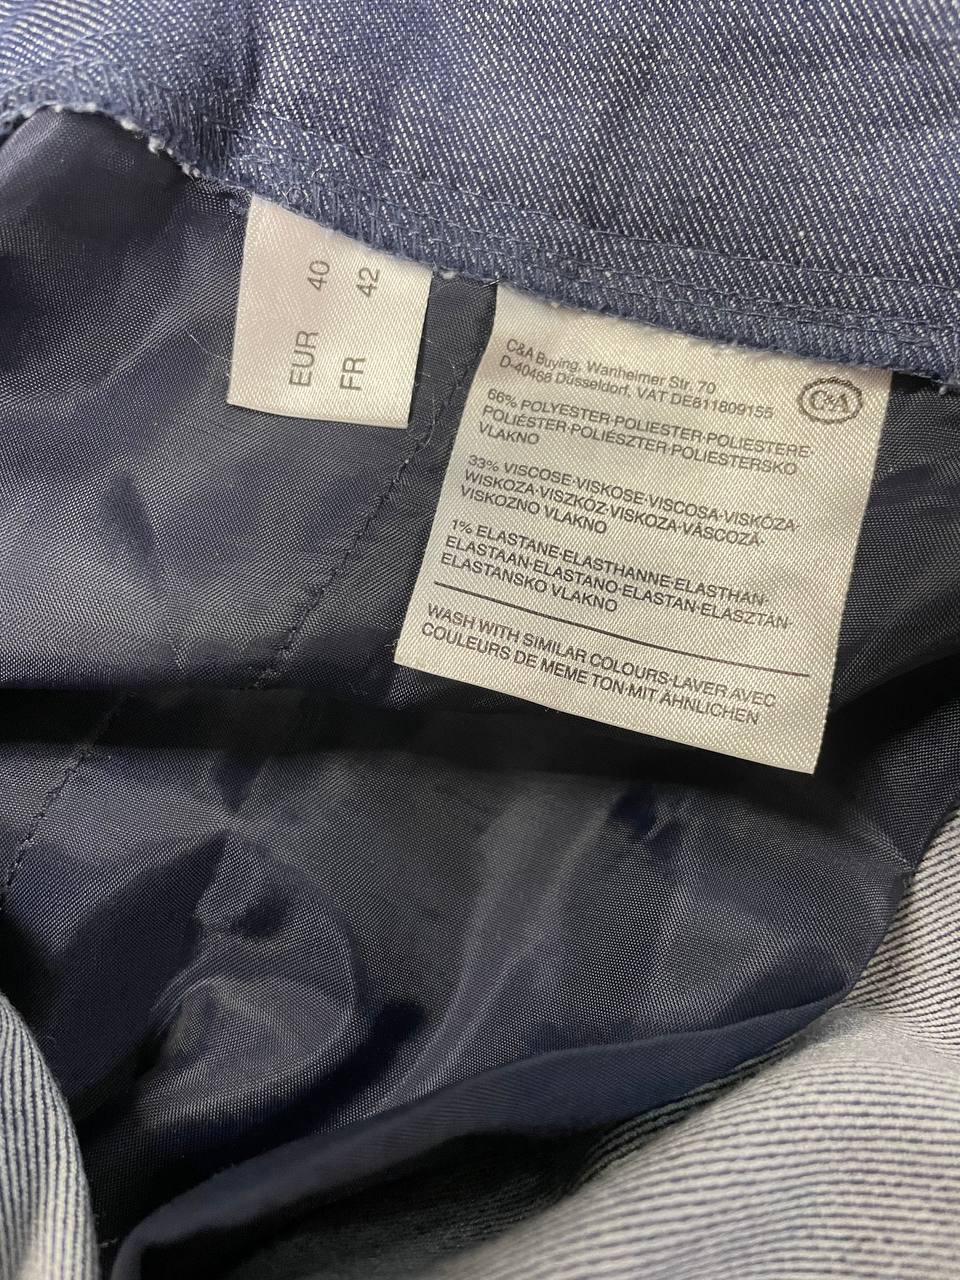 EUR 40
FR 42
C&A Buying, Wanheimer Str. 70
D-40468 Düsseldorf. VAT DE811809155
C&A
66% POLYESTER·POLIESTER·POLIESTERE·
POLIÉSTER·POLIÉSZTER·POLIESTERSKO
VLAKNO
33% VISCOSE·VISKOSE·VISCOSA·VISKÓZA·
WISKOZA·VISZKÓZ·VISKOZA·VÂSCOZĂ·
VISKOZNO VLAKNO
1% ELASTANE·ELASTHANNE·ELASTHAN·
ELASTAAN·ELASTANO·ELASTAN·ELASZTÁN·
ELASTANSKO VLAKNO
WASH WITH SIMILAR COLOURS·LAVER AVEC
COULEURS DE MEME TON·MIT ÄHNLICHEN